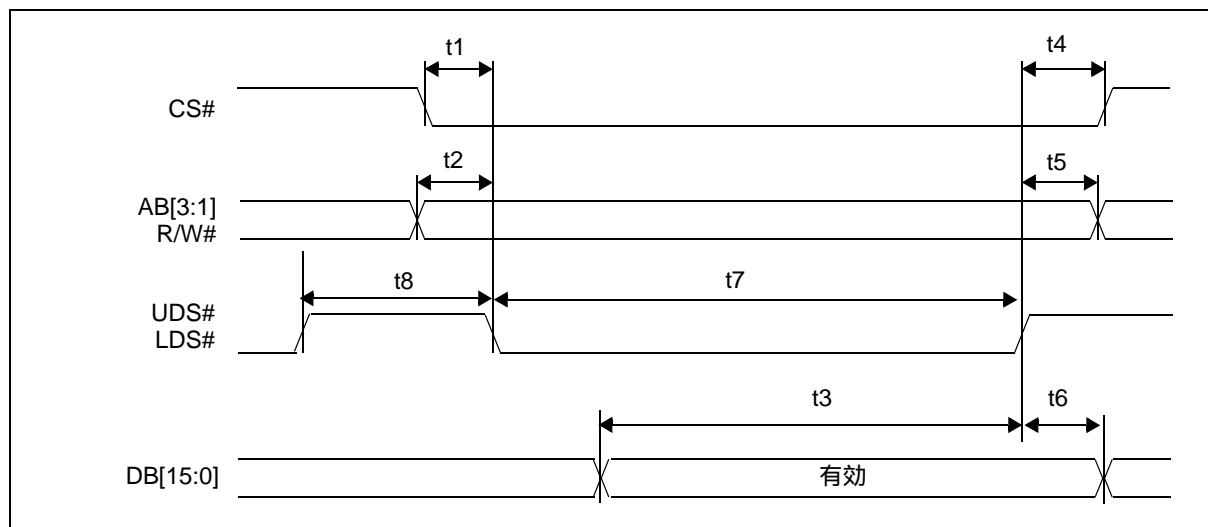 t1
t4
CS#
t2
t5
AB[3:1]
R/W#
t8
t7
UDS#
LDS#
t3
t6
DB[15:0]
有効